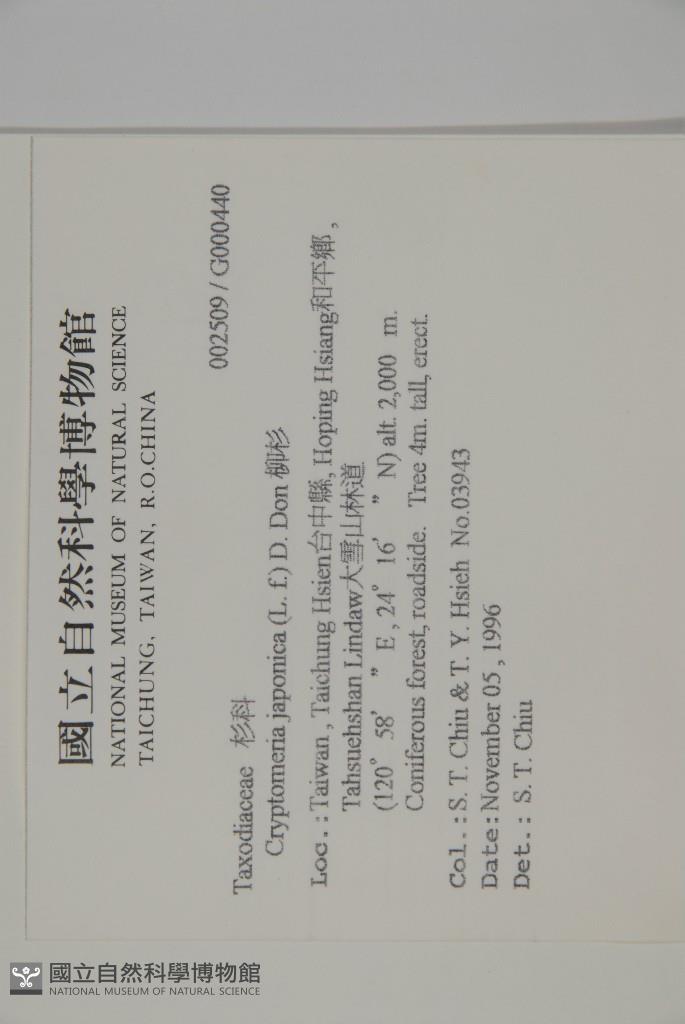 國立自然科學博物館
NATIONAL MUSEUM OF NATURAL SCIENCE
TAICHUNG, TAIWAN, R.O.CHINA
002509 / G000440
Taxodiaceae 杉科
Cryptomeria japonica (L. f.) D. Don 柳杉
Loc.:Taiwan , Taichung Hsien台中縣, Hoping Hsiang和平鄉 ,
Tahsuehshan Lindaw大雪山林道
(120° 58' " E , 24° 16' " N) alt. 2,000 m.
Coniferous forest, roadside. Tree 4m. tall, erect.
Col.:S. T. Chiu & T. Y. Hsieh No.03943
Date:November 05 , 1996
Det.: S. T. Chiu
國立自然科學博物館
NATIONAL MUSEUM OF NATURAL SCIENCE